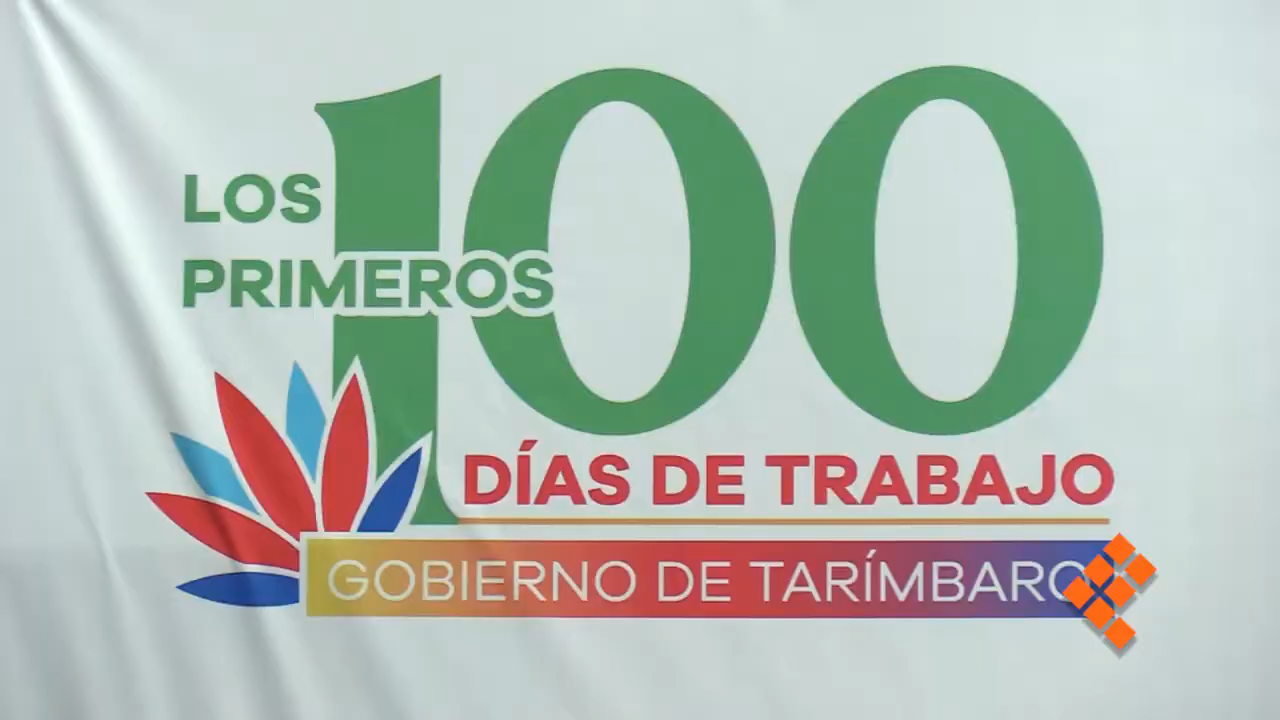 LOS
PRIMEROS
100
DÍAS DE TRABAJO
GOBIERNO DE TARÍMBARO